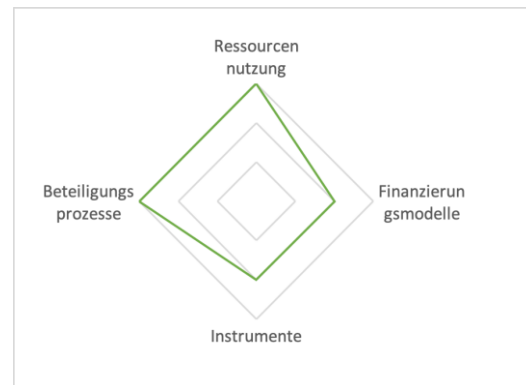 Ressourcen
nutzung
Beteiligungs
prozesse
Finanzierun
gsmodelle
Instrumente